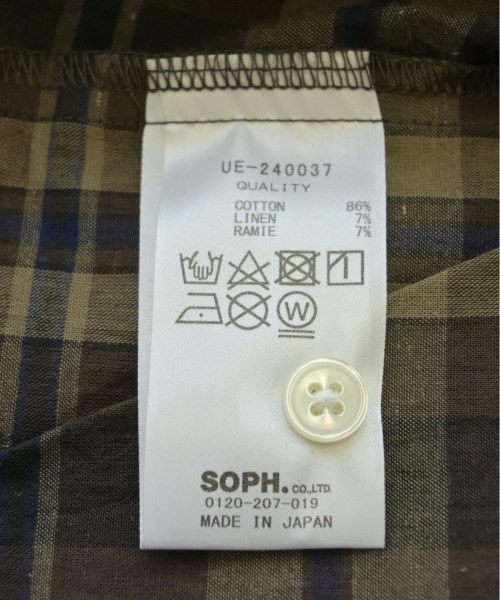 UE-240037
QUALITY
COTTON 86%
LINEN 7%
RAMIE 7%
W
SOPH. CO.,LTD.
0120-207-019
MADE IN JAPAN